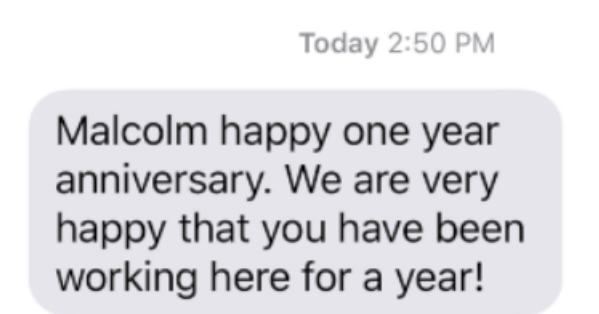 Today 2:50 PM
Malcolm happy one year
anniversary. We are very
happy that you have been
working here for a year!